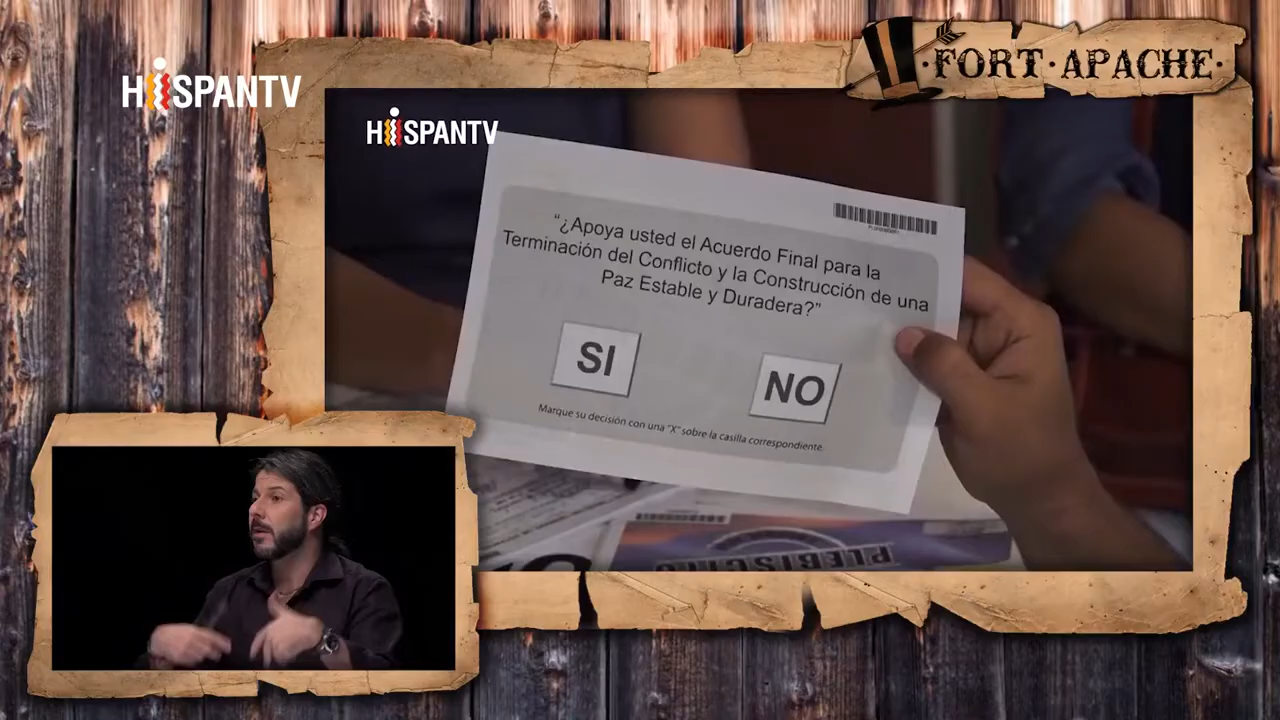 HISPANTV
·FORT·APACHE·
HISPANTV
“¿Apoya usted el Acuerdo Final para la
Terminación del Conflicto y la Construcción de una
Paz Estable y Duradera?”
SI
NO
Marque su decisión con una "X" sobre la casilla correspondiente.
PLEBISCITO